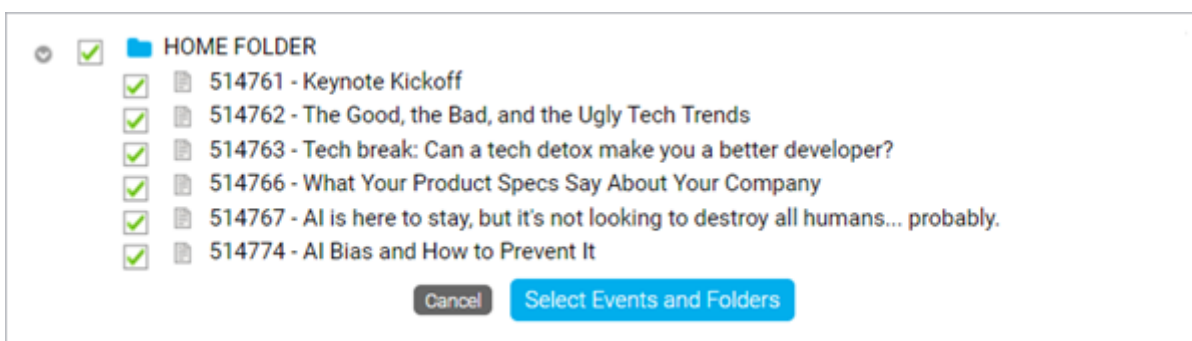 HOME FOLDER
514761 - Keynote Kickoff
514762 - The Good, the Bad, and the Ugly Tech Trends
514763 - Tech break: Can a tech detox make you a better developer?
514766 - What Your Product Specs Say About Your Company
514767 - AI is here to stay, but it's not looking to destroy all humans... probably.
514774 - AI Bias and How to Prevent It
Cancel Select Events and Folders